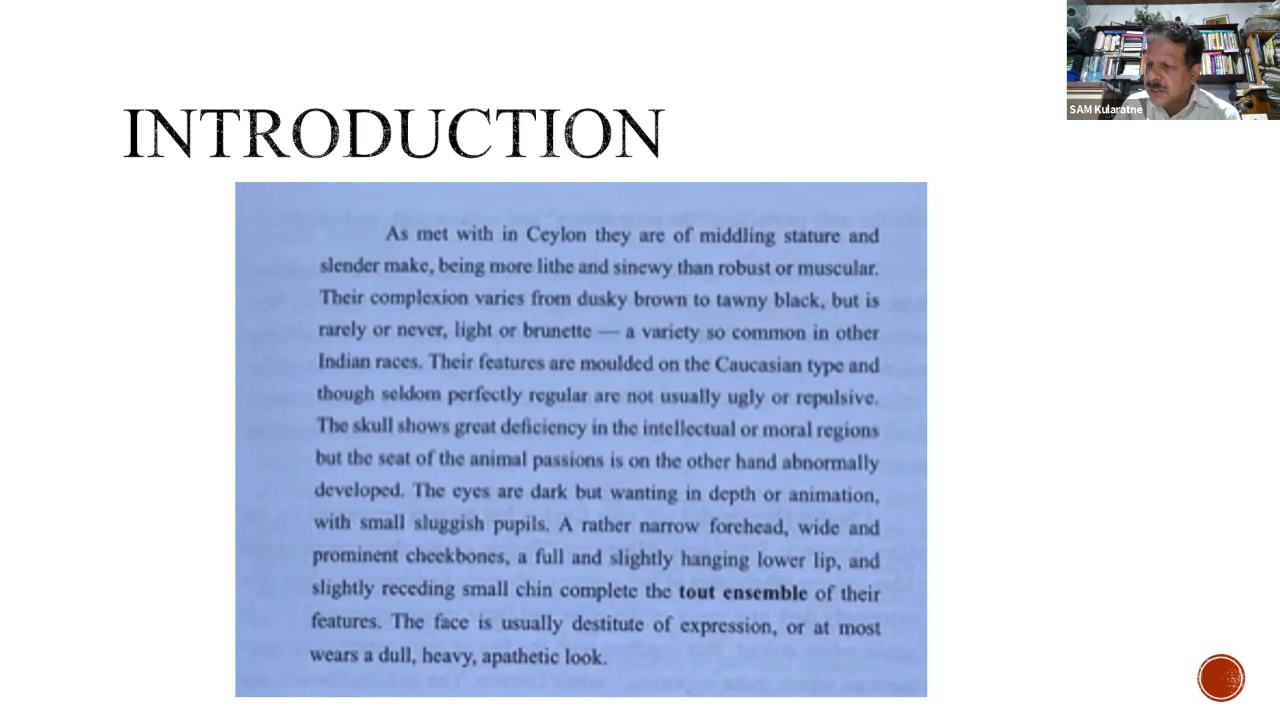 SAM Kularatne
INTRODUCTION
As met with in Ceylon they are of middling stature and
slender make, being more lithe and sinewy than robust or muscular.
Their complexion varies from dusky brown to tawny black, but is
rarely or never, light or brunette — a variety so common in other
Indian races. Their features are moulded on the Caucasian type and
though seldom perfectly regular are not usually ugly or repulsive.
The skull shows great deficiency in the intellectual or moral regions
but the seat of the animal passions is on the other hand abnormally
developed. The eyes are dark but wanting in depth or animation,
with small sluggish pupils. A rather narrow forehead, wide and
prominent cheekbones, a full and slightly hanging lower lip, and
slightly receding small chin complete the tout ensemble of their
features. The face is usually destitute of expression, or at most
wears a dull, heavy, apathetic look.